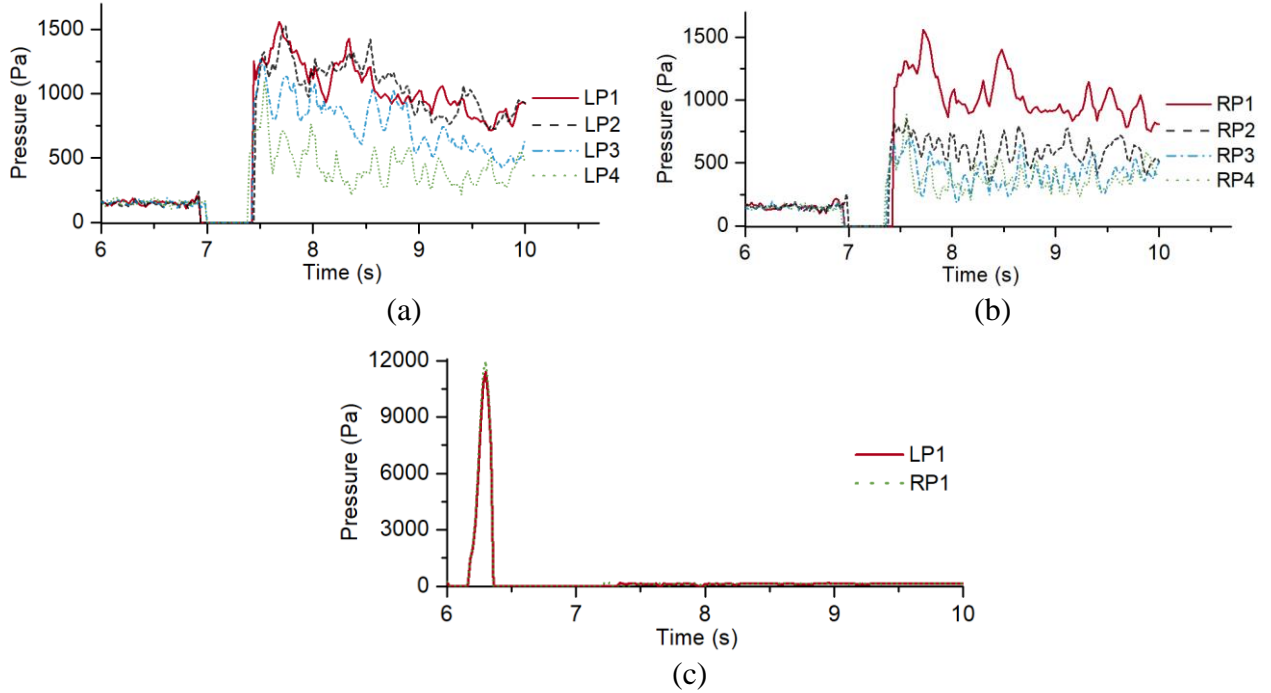 1500
1000
500
0
Pressure (Pa)
6 7 8 9 10
Time (s)
LP1
LP2
LP3
LP4
(a)
1500
1000
500
0
Pressure (Pa)
6 7 8 9 10
Time (s)
RP1
RP2
RP3
RP4
(b)
12000
9000
6000
3000
0
Pressure (Pa)
6 7 8 9 10
Time (s)
LP1
RP1
(c)